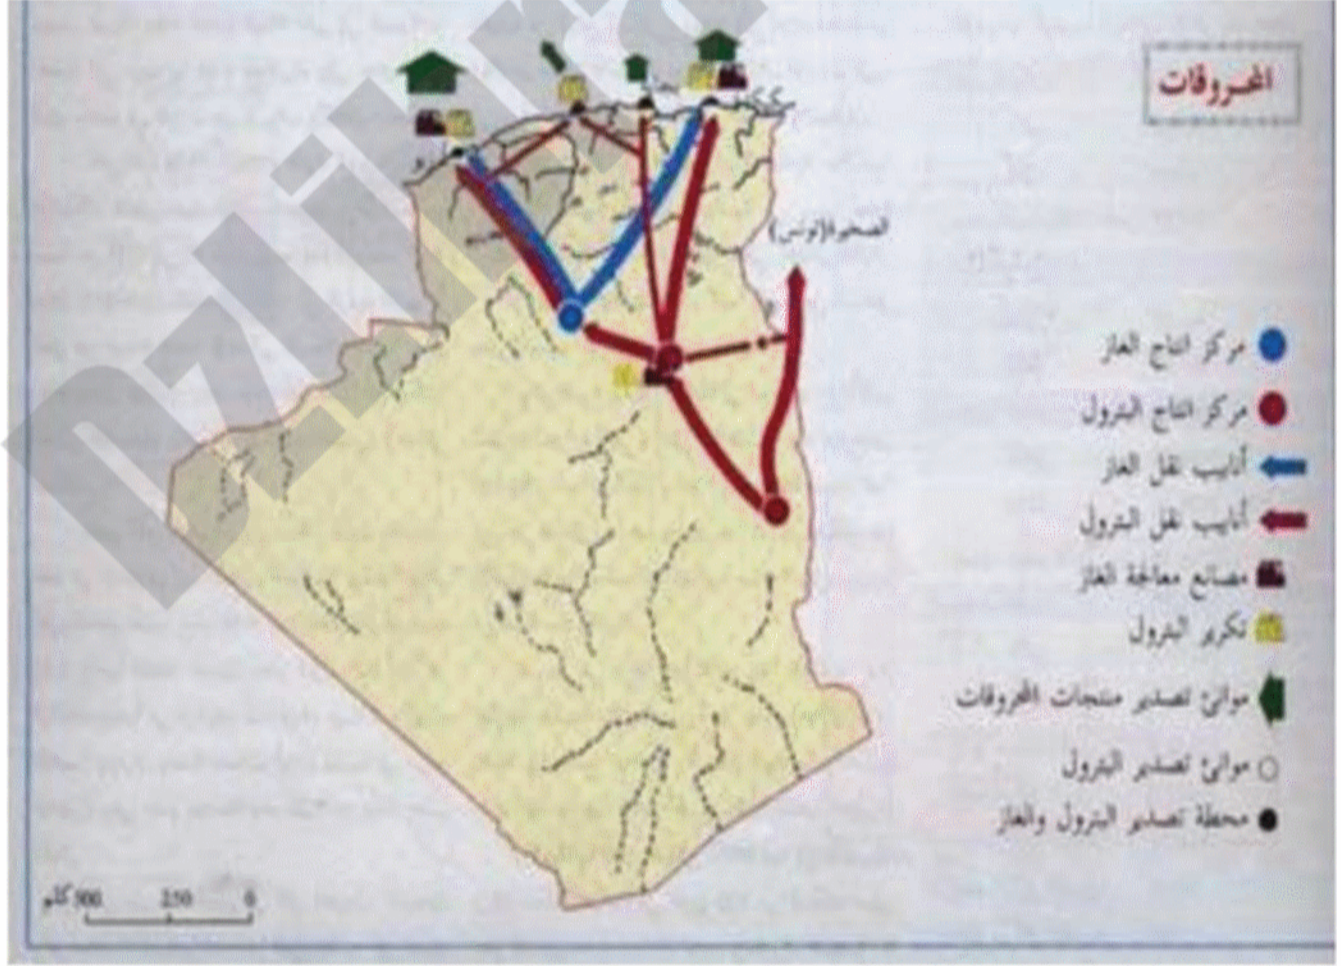 المحروقات
الصخيرة (تونس)
مركز انتاج الغاز
مركز انتاج البترول
أنابيب نقل الغاز
أنابيب نقل البترول
مصانع معالجة الغاز
تكرير البترول
موانئ تصدير منتجات المحروقات
موانئ تصدير البترول
محطة تصدير البترول والغاز
0 250 500 كلم